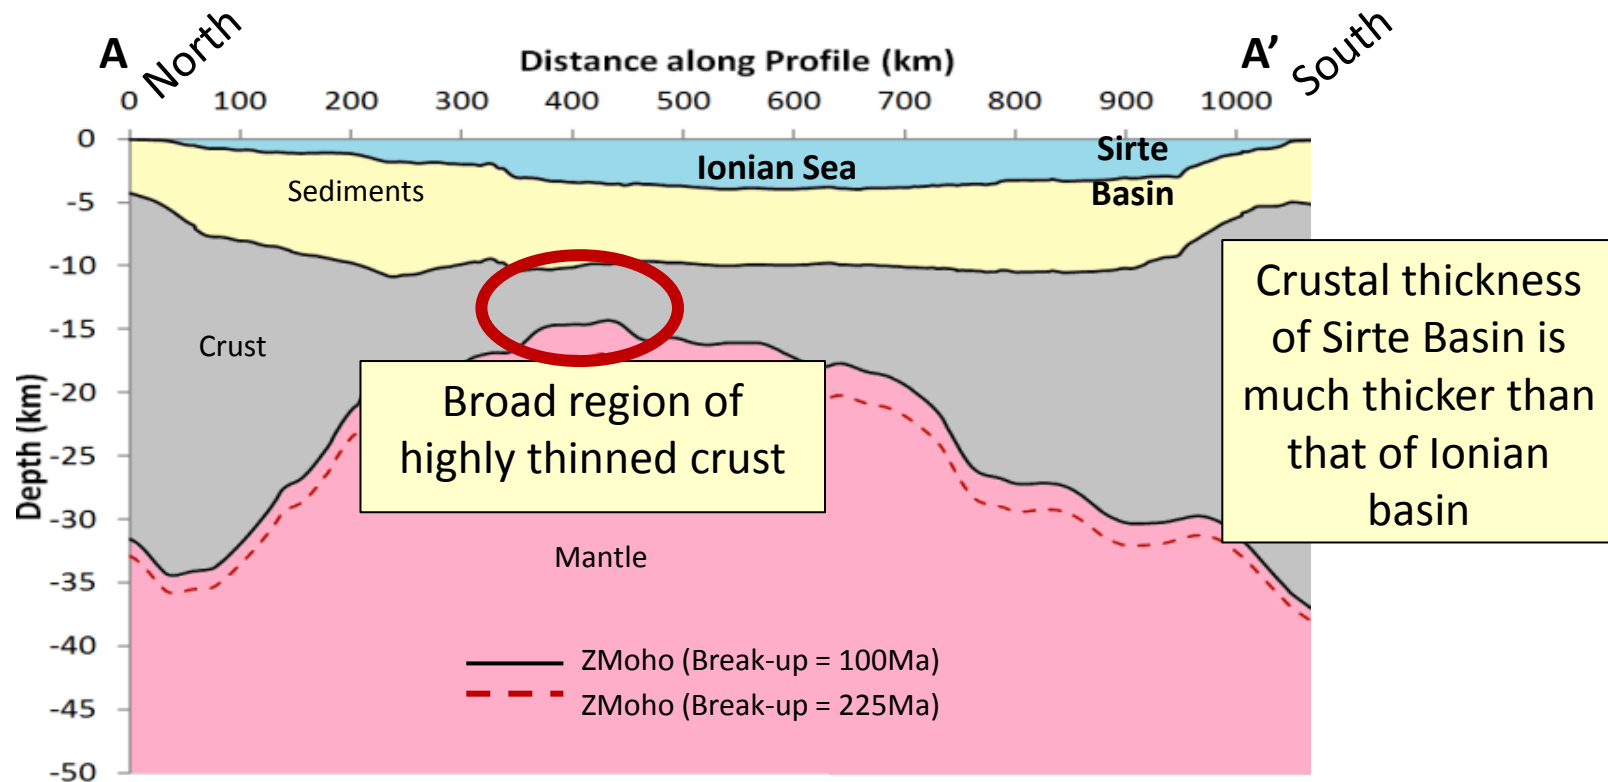 A North
Distance along Profile (km)
A’ South
0 100 200 300 400 500 600 700 800 900 1000
0
-5
-10
-15
-20
-25
-30
-35
-40
-45
-50
Depth (km)
Ionian Sea
Sirte
Basin
Sediments
Crust
Broad region of
highly thinned crust
Crustal thickness
of Sirte Basin is
much thicker than
that of Ionian
basin
Mantle
ZMoho (Break-up = 100Ma)
ZMoho (Break-up = 225Ma)